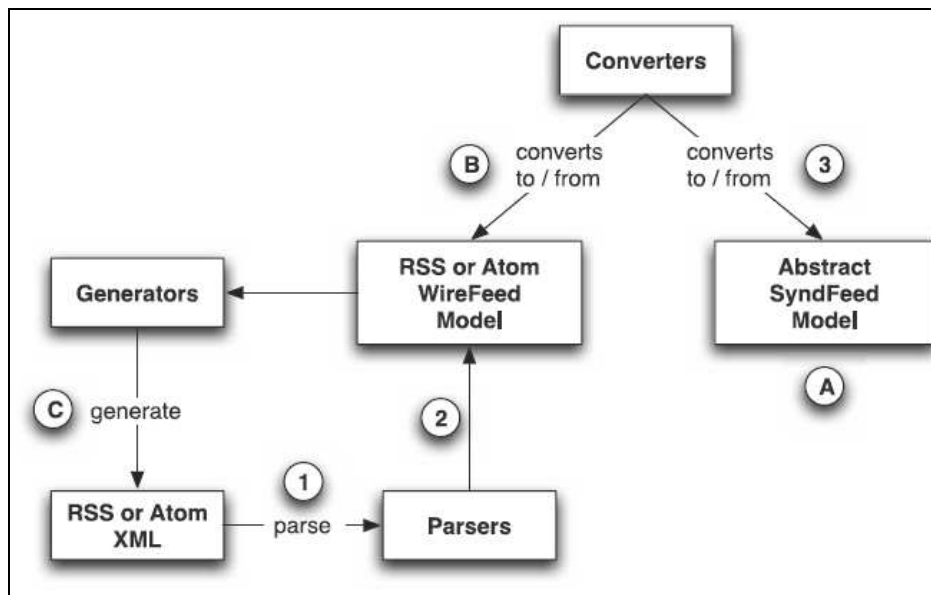 Converters
B
converts
to / from
converts
to / from
3
RSS or Atom
WireFeed
Model
Abstract
SyndFeed
Model
Generators
A
C
generate
2
1
RSS or Atom
XML
parse
Parsers